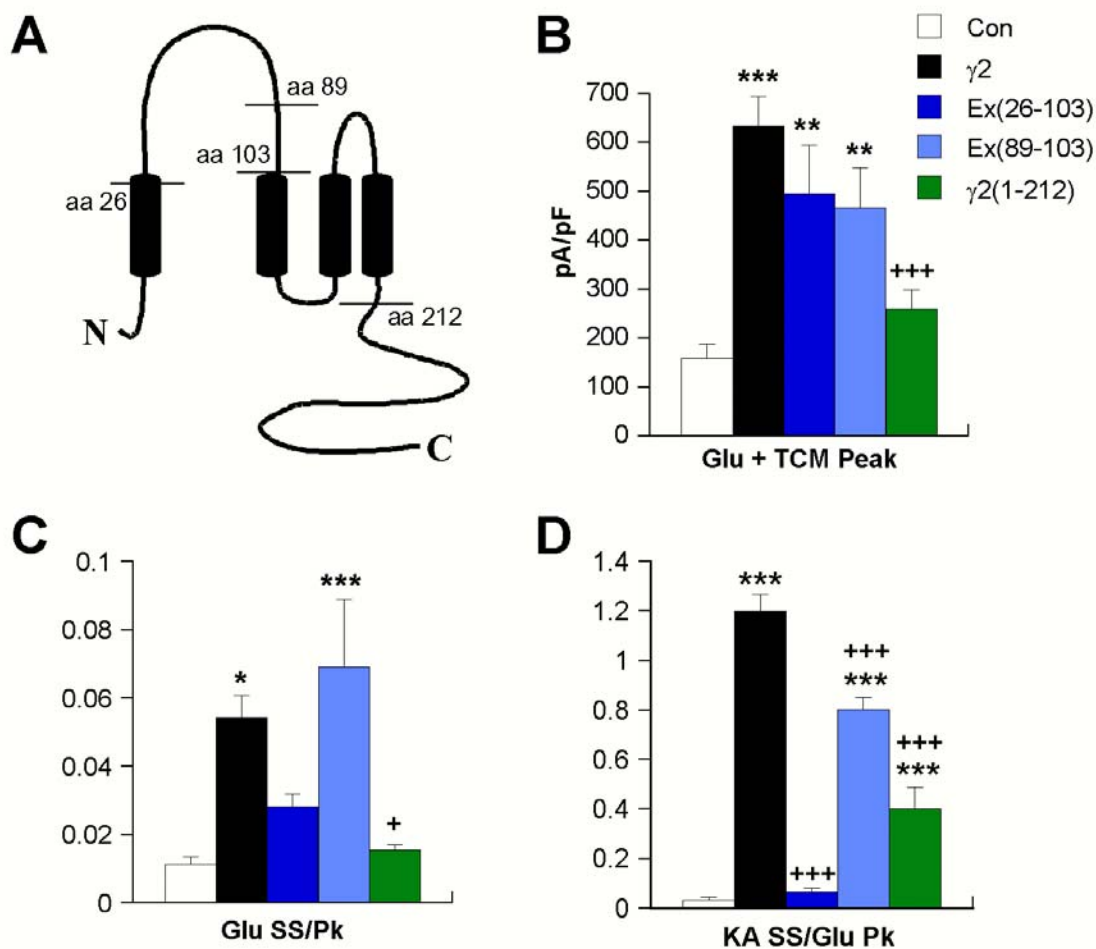 A
aa 89
aa 103
aa 26
aa 212
N
C
B
Con
γ2
Ex(26-103)
Ex(89-103)
γ2(1-212)
pA/pF
700
600
500
400
300
200
100
0
***
**
**
+++
Glu + TCM Peak
C
0.1
0.08
0.06
0.04
0.02
0
*
***
+
Glu SS/Pk
D
1.4
1.2
1
0.8
0.6
0.4
0.2
0
***
+++
+++
***
+++
***
KA SS/Glu Pk